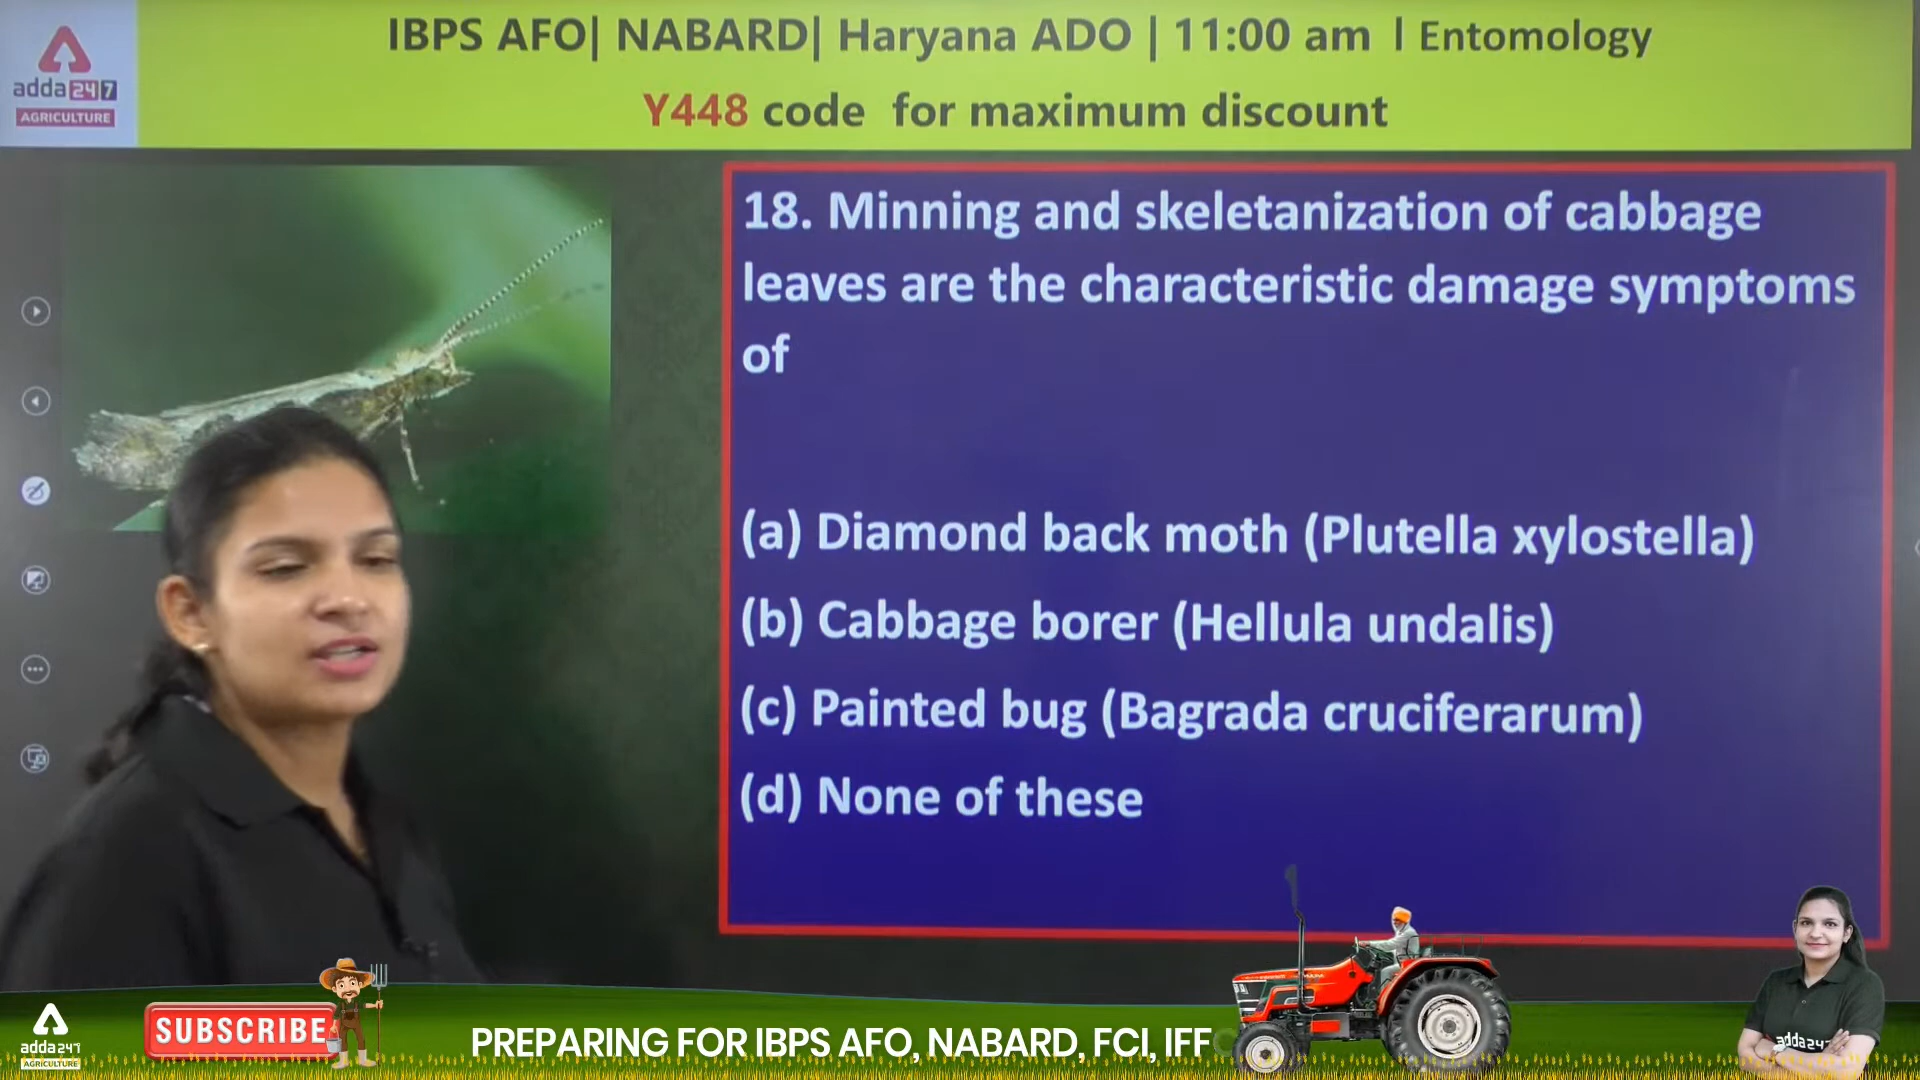 IBPS AFO| NABARD| Haryana ADO | 11:00 am I Entomology
Y448 code for maximum discount
adda247
AGRICULTURE
18. Minning and skeletanization of cabbage
leaves are the characteristic damage symptoms
of
(a) Diamond back moth (Plutella xylostella)
(b) Cabbage borer (Hellula undalis)
(c) Painted bug (Bagrada cruciferarum)
(d) None of these
adda247
AGRICULTURE
SUBSCRIBE
PREPARING FOR IBPS AFO, NABARD, FCI, IFF
adda247